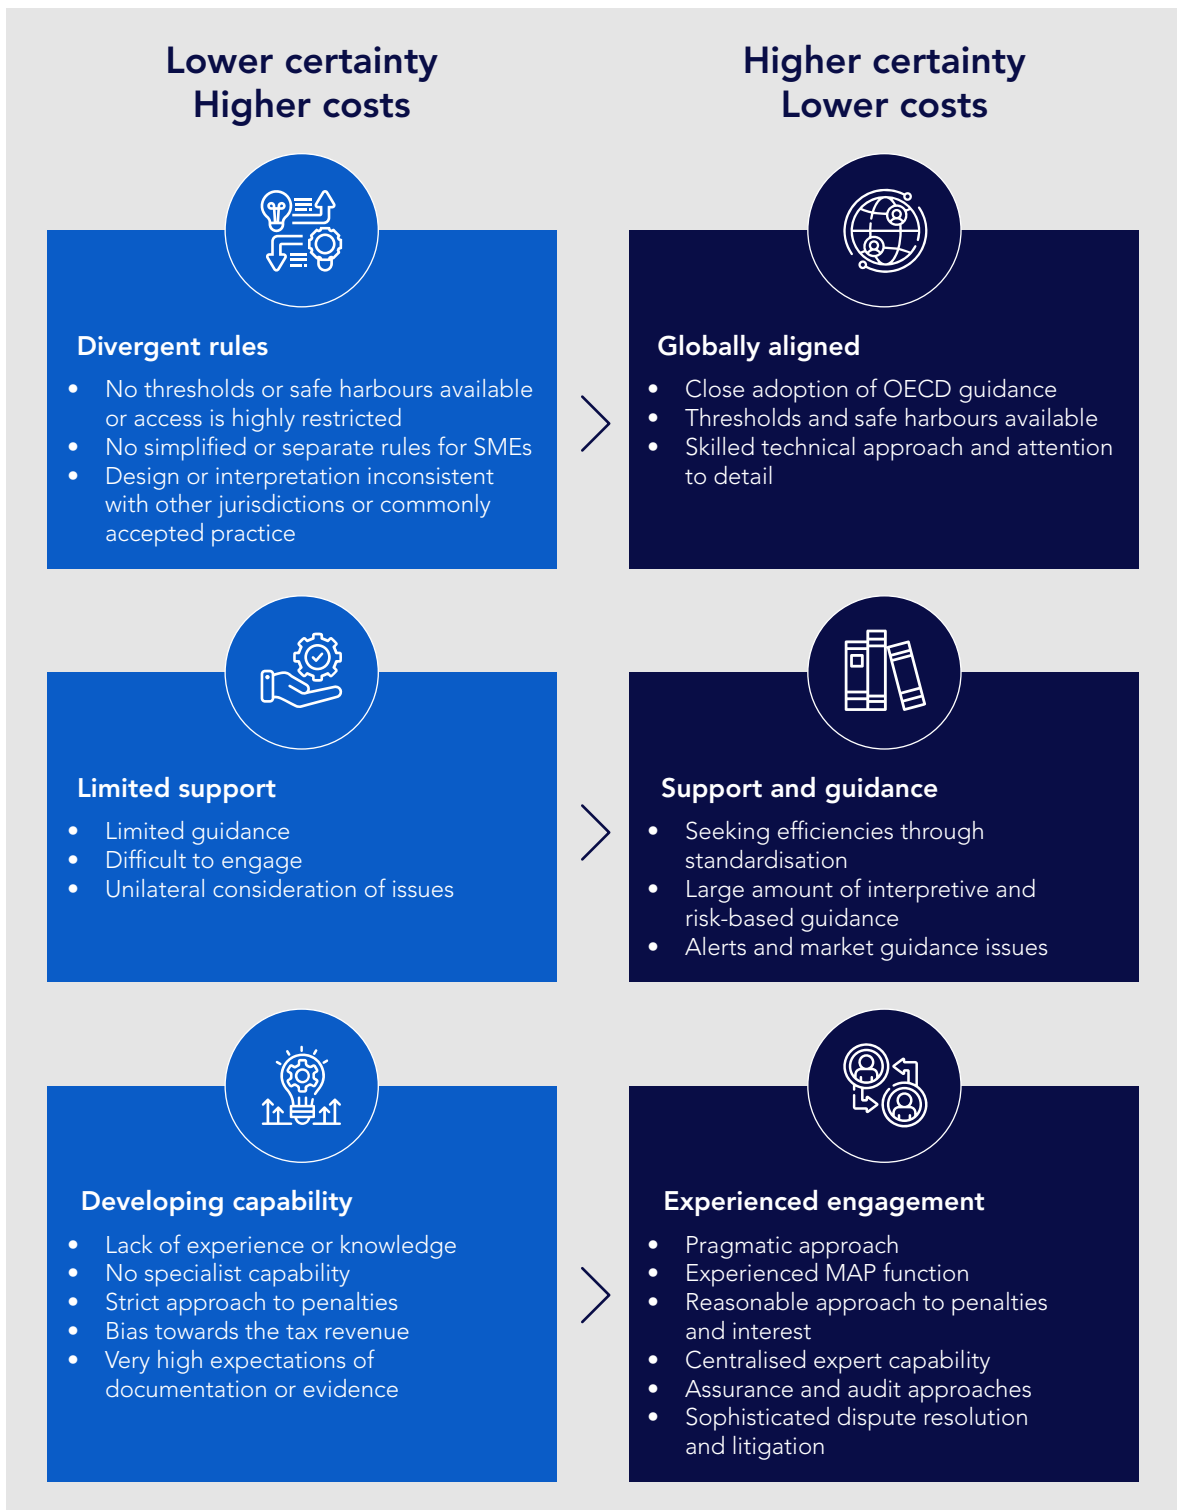 Lower certainty
Higher costs
Higher certainty
Lower costs
Divergent rules
• No thresholds or safe harbours available
or access is highly restricted
• No simplified or separate rules for SMEs
• Design or interpretation inconsistent
with other jurisdictions or commonly
accepted practice
Globally aligned
• Close adoption of OECD guidance
• Thresholds and safe harbours available
• Skilled technical approach and attention
to detail
Limited support
• Limited guidance
• Difficult to engage
• Unilateral consideration of issues
Support and guidance
• Seeking efficiencies through
standardisation
• Large amount of interpretive and
risk-based guidance
• Alerts and market guidance issues
Developing capability
• Lack of experience or knowledge
• No specialist capability
• Strict approach to penalties
• Bias towards the tax revenue
• Very high expectations of
documentation or evidence
Experienced engagement
• Pragmatic approach
• Experienced MAP function
• Reasonable approach to penalties
and interest
• Centralised expert capability
• Assurance and audit approaches
• Sophisticated dispute resolution
and litigation